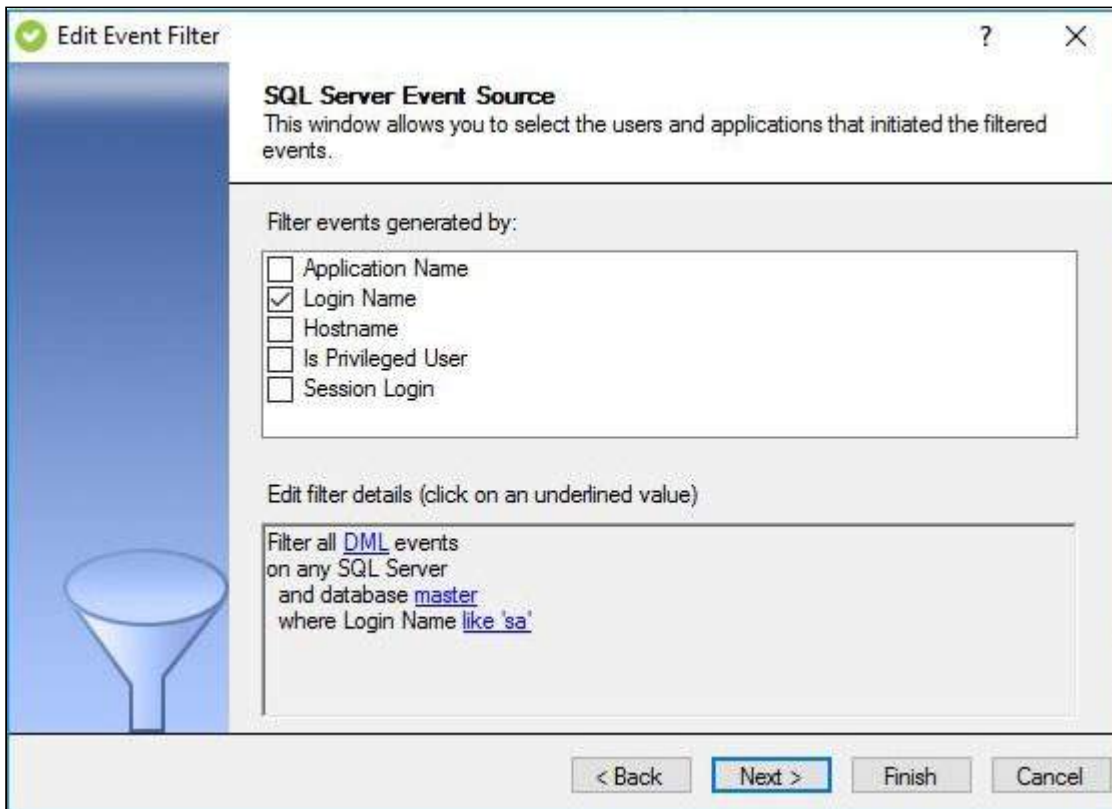 Edit Event Filter
?
SQL Server Event Source
This window allows you to select the users and applications that initiated the filtered
events.
Filter events generated by:
Application Name
Login Name
Hostname
Is Privileged User
Session Login
Edit filter details (click on an underlined value)
Filter all DML events
on any SQL Server
and database master
where Login Name like 'sa'
< Back
Next >
Finish
Cancel